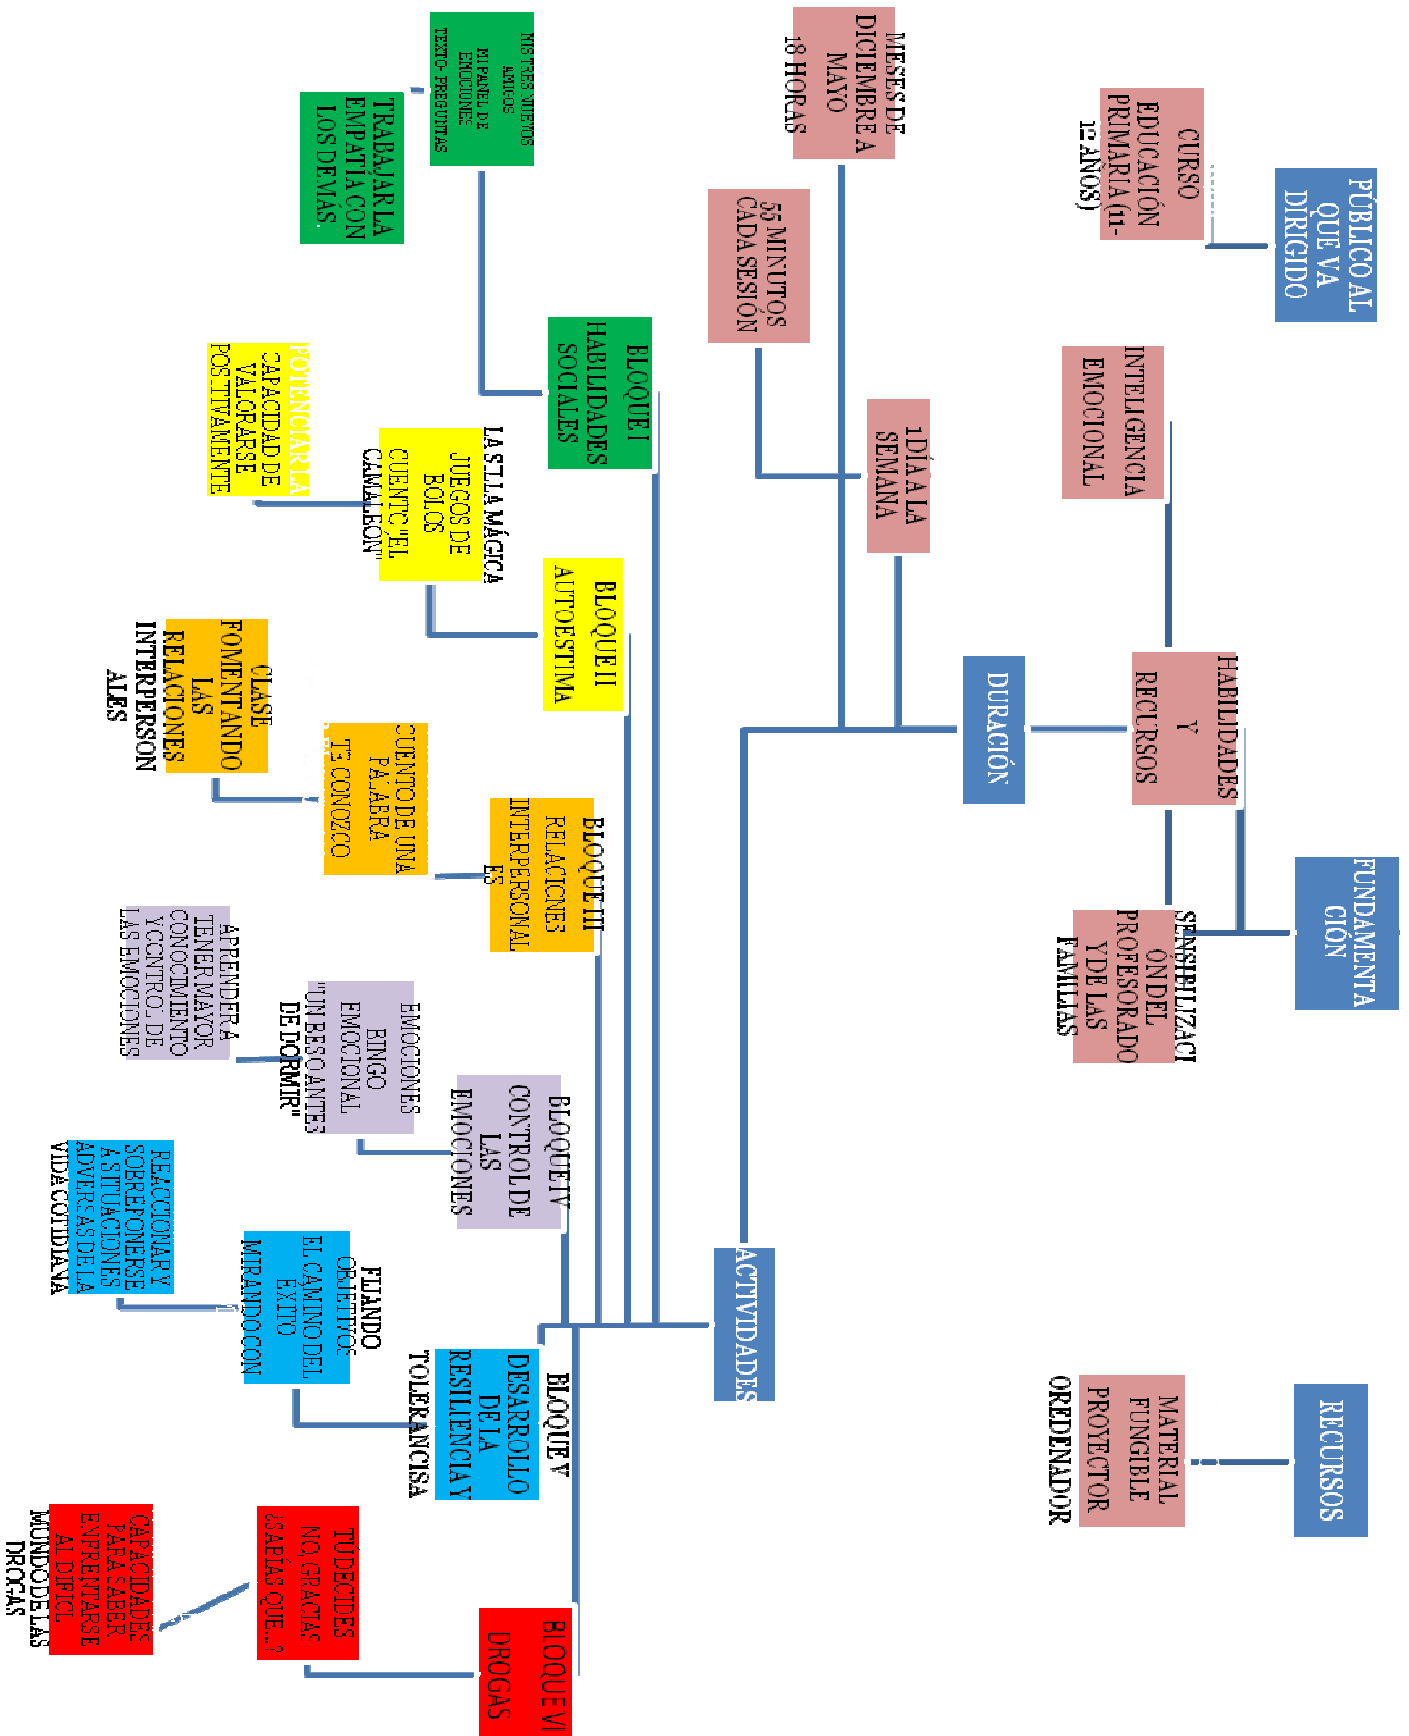 PÚBLICO AL
QUE VA
DIRIGIDO
CURSO
EDUCACIÓN
PRIMARIA (11-
12 AÑOS)
FUNDAMENTA
CIÓN
HABILIDADES
Y
RECURSOS
INTELIGENCIA
EMOCIONAL
SENSIBILIZACI
ÓN DEL
PROFESORADO
Y DE LAS
FAMILIAS
RECURSOS
MATERIAL
FUNGIBLE
PROYECTOR
OREDENADOR
DURACIÓN
MESES DE
DICIEMBRE A
MAYO
18 HORAS
1 DÍA A LA
SEMANA
55 MINUTOS
CADA SESIÓN
ACTIVIDADES
BLOQUE I
HABILIDADES
SOCIALES
MIS TRES NUEVOS
AMIGOS
MI PANEL DE
EMOCIONES
TEXTO- PREGUNTAS
TRABAJAR LA
EMPATÍA CON
LOS DEMÁS.
BLOQUE II
AUTOESTIMA
LA SILLA MÁGICA
JUEGOS DE
BOLOS
CUENTO "EL
CAMALEÓN"
POTENCIAR LA
CAPACIDAD DE
VALORARSE
POSITIVAMENTE
BLOQUE III
RELACIONES
INTERPERSONAL
ES
CUENTO DE UNA
PALABRA
TE CONOZCO
CLASE
FOMENTANDO
LAS
RELACIONES
INTERPERSON
ALES
BLOQUE IV
CONTROL DE
LAS
EMOCIONES
EMOCIONES
BINGO
EMOCIONAL
"UN BESO ANTES
DE DORMIR"
APRENDER A
TENER MAYOR
CONOCIMIENTO
Y CONTROL DE
LAS EMOCIONES
BLOQUE V
DESARROLLO
DE LA
RESILIENCIA Y
TOLERANCISA
FIJANDO
OBJETIVOS
EL CAMINO DEL
ÉXITO
MIRANDO CON
REACCIONAR Y
SOBREPONERSE
A SITUACIONES
ADVERSAS DE LA
VIDA COTIDIANA
BLOQUE VI
DROGAS
TÚ DECIDES
NO, GRACIAS
¿SABÍAS QUE...?
CAPACIDADES
PARA SABER
ENFRENTARSE
AL DIFICL
MUNDO DE LAS
DROGAS